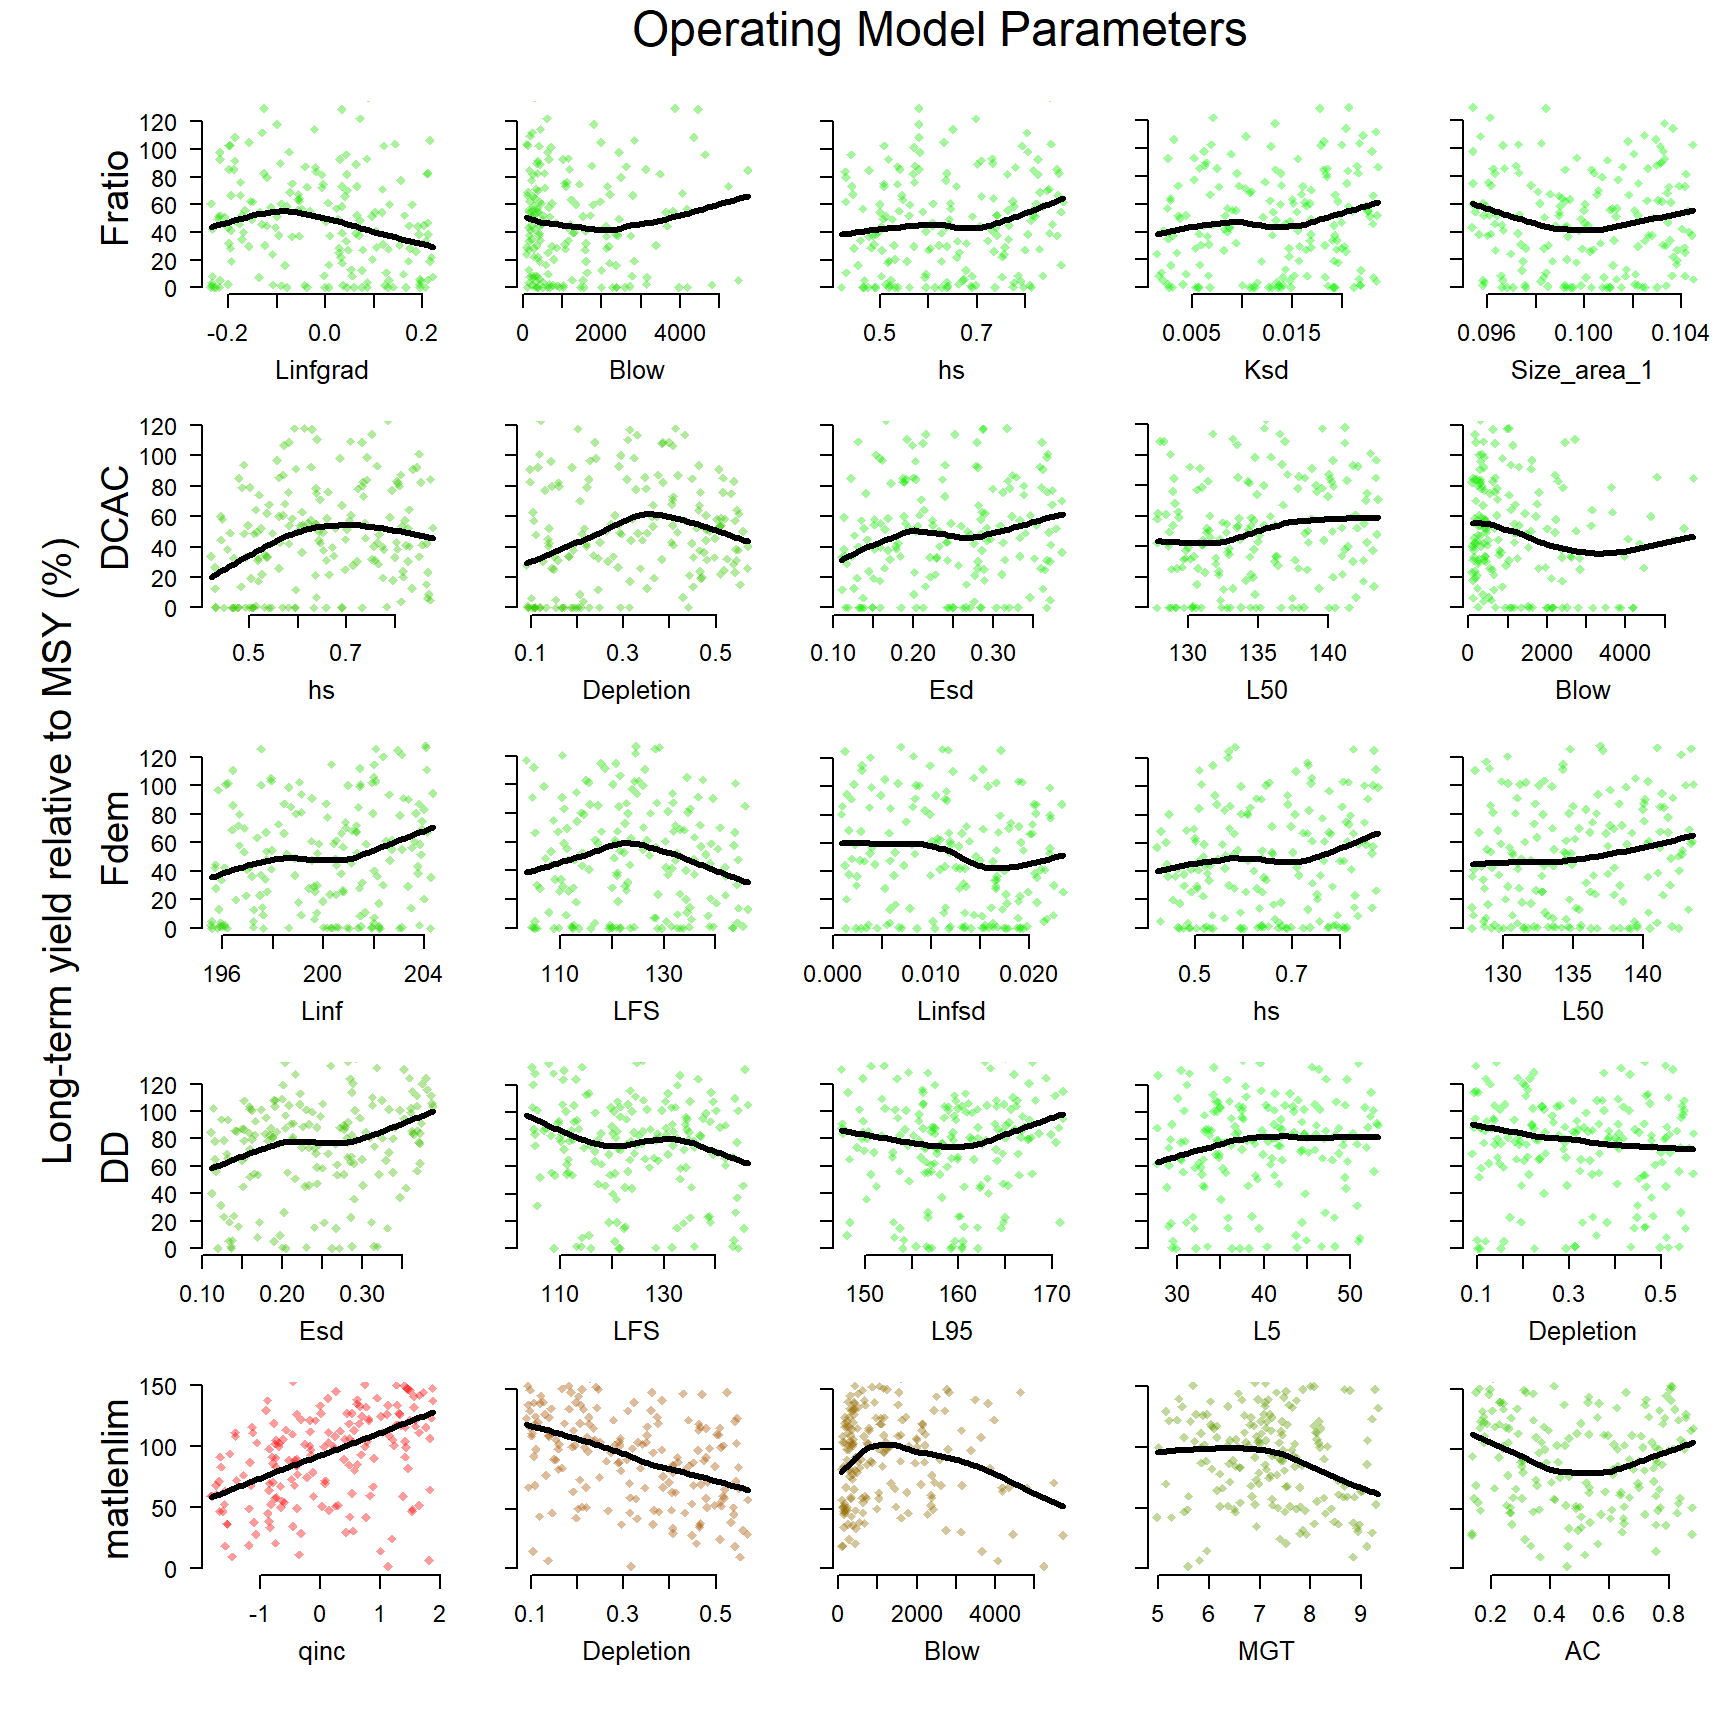 Operating Model Parameters
Long-term yield relative to MSY (%)
Fratio
120
100
80
60
40
20
0
-0.2 0.0 0.2
Linfgrad
0 2000 4000
Blow
0.5 0.7
hs
0.005 0.015
Ksd
0.096 0.100 0.104
Size_area_1
DCAC
120
100
80
60
40
20
0
0.5 0.7
hs
0.1 0.3 0.5
Depletion
0.10 0.20 0.30
Esd
130 135 140
L50
0 2000 4000
Blow
Fdem
120
100
80
60
40
20
0
196 200 204
Linf
110 130
LFS
0.000 0.010 0.020
Linfsd
0.5 0.7
hs
130 135 140
L50
DD
120
100
80
60
40
20
0
0.10 0.20 0.30
Esd
110 130
LFS
150 160 170
L95
30 40 50
L5
0.1 0.3 0.5
Depletion
matlenlim
150
100
50
0
-1 0 1 2
qinc
0.1 0.3 0.5
Depletion
0 2000 4000
Blow
5 6 7 8 9
MGT
0.2 0.4 0.6 0.8
AC